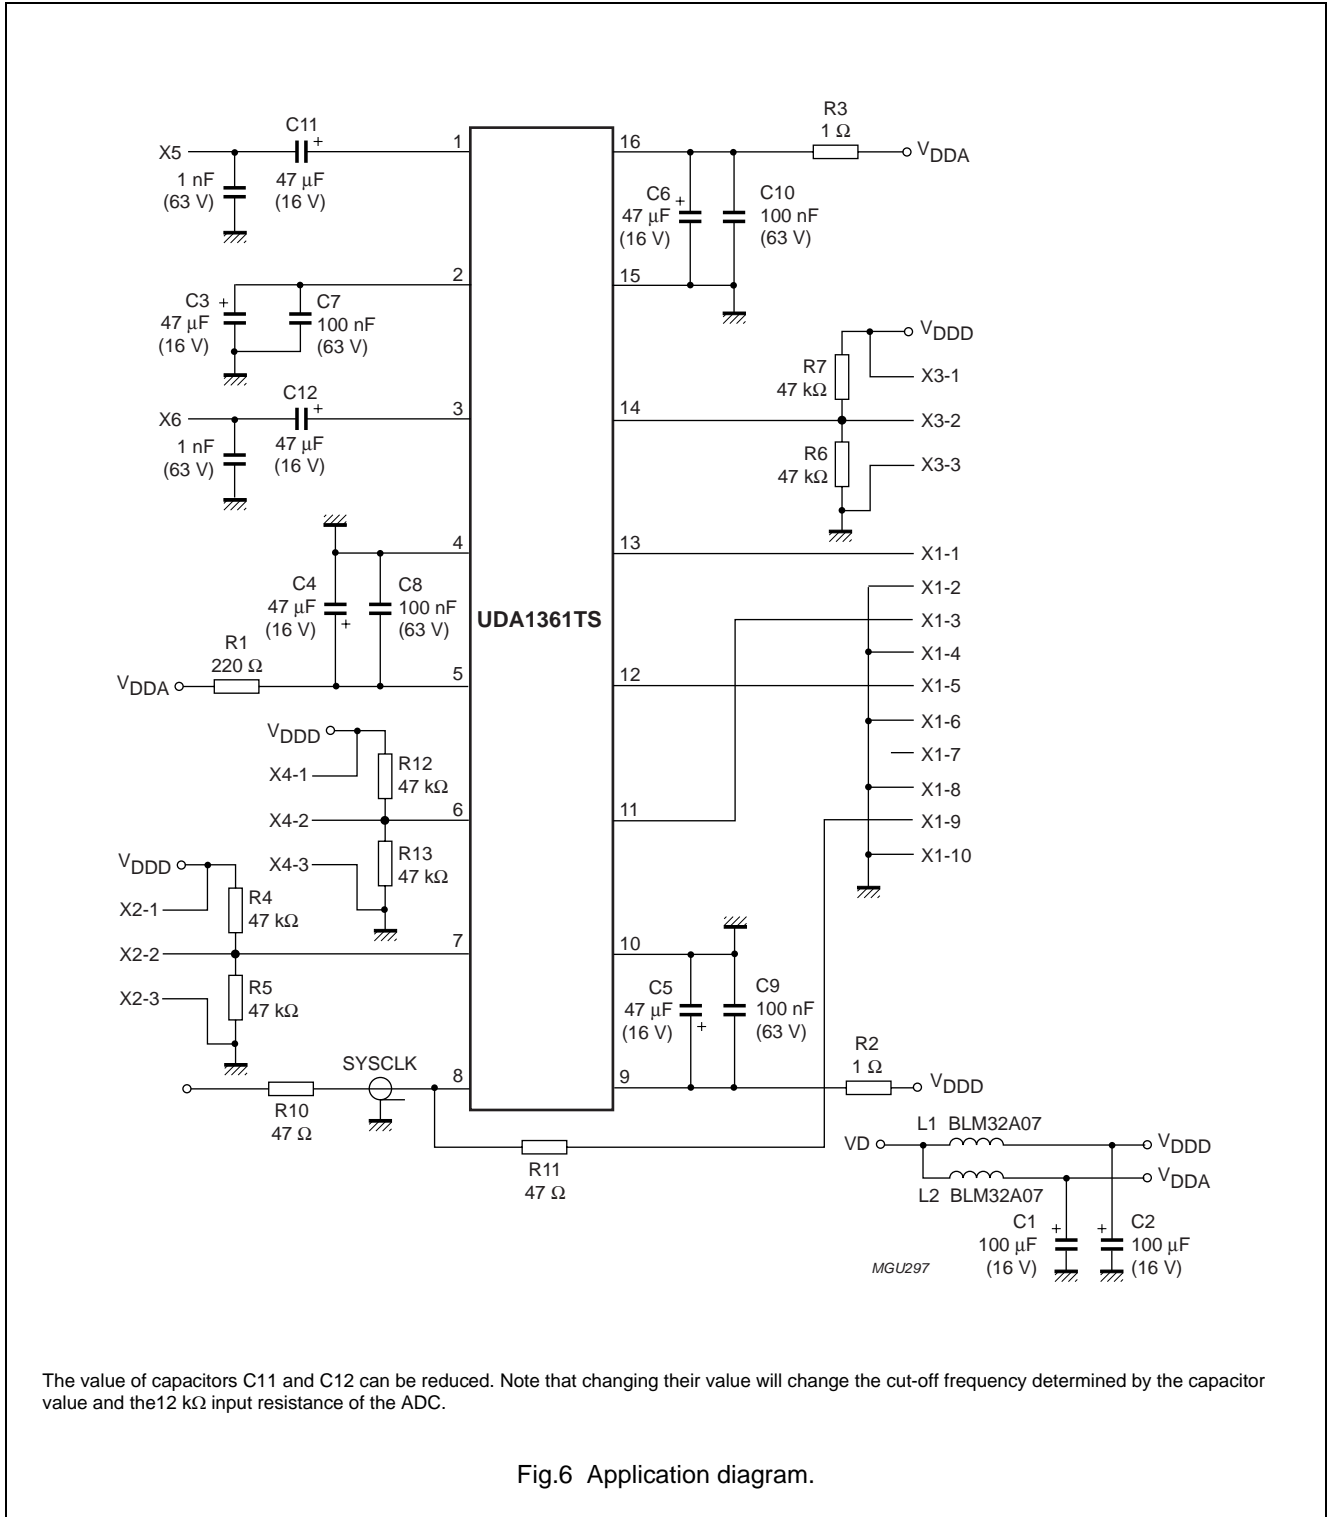 C11
+
1
X5
1 nF
(63 V)
47 μF
(16 V)
2
C3
+
47 μF
(16 V)
C7
100 nF
(63 V)
C12
+
3
X6
1 nF
(63 V)
47 μF
(16 V)
4
C4
47 μF
(16 V)
+
C8
100 nF
(63 V)
R1
220 Ω
VDDA
5
VDDD
X4-1
R12
47 kΩ
X4-2
6
X4-3
R13
47 kΩ
VDDD
X2-1
R4
47 kΩ
X2-2
7
X2-3
R5
47 kΩ
SYSCLK
8
R10
47 Ω
R11
47 Ω
UDA1361TS
16
R3
1 Ω
VDDA
C6
+
47 μF
(16 V)
C10
100 nF
(63 V)
15
VDDD
R7
47 kΩ
X3-1
14
X3-2
R6
47 kΩ
X3-3
13
X1-1
X1-2
X1-3
X1-4
12
X1-5
X1-6
X1-7
X1-8
11
X1-9
X1-10
10
C5
47 μF
(16 V)
+
C9
100 nF
(63 V)
9
R2
1 Ω
VDDD
L1 BLM32A07
VD
VDDD
VDDA
L2 BLM32A07
C1
+
100 μF
(16 V)
C2
+
100 μF
(16 V)
MGU297
The value of capacitors C11 and C12 can be reduced. Note that changing their value will change the cut-off frequency determined by the capacitor
value and the12 kΩ input resistance of the ADC.
Fig.6 Application diagram.